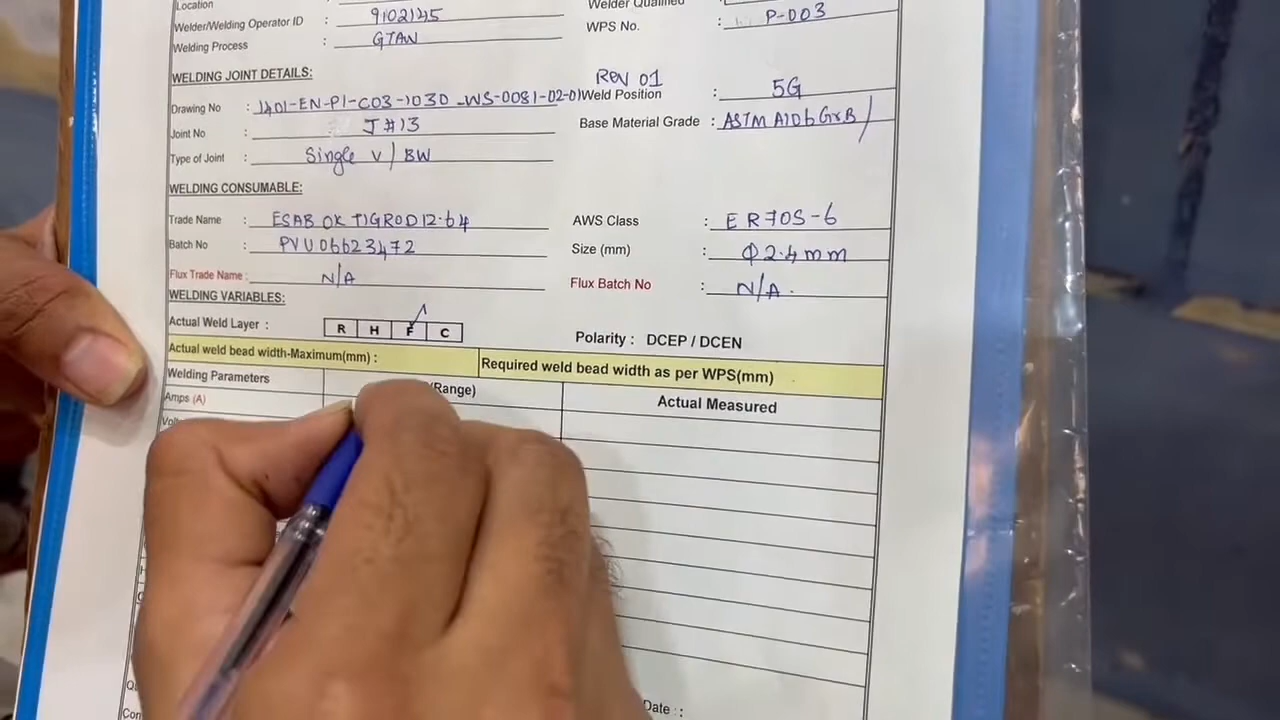 Location :
Welder Qualified
Welder/Welding Operator ID : 9102145
WPS No. : P-003
Welding Process : GTAW
WELDING JOINT DETAILS:
Rev 01
Drawing No : 1401-EN-P1-C03-1030-WS-0081-02-01
Weld Position : 5G
Joint No : J#13
Base Material Grade : ASTM A106 GrB /
Type of Joint : Single V / BW
WELDING CONSUMABLE:
Trade Name : ESAB OK TIGROD 12.64
AWS Class : ER70S-6
Batch No : PVU06623472
Size (mm) : Φ2.4mm
Flux Trade Name : N/A
Flux Batch No : N/A.
WELDING VARIABLES:
Actual Weld Layer : R H F C
Polarity : DCEP / DCEN
Actual weld bead width-Maximum(mm) :
Required weld bead width as per WPS(mm)
Welding Parameters
(Range)
Actual Measured
Amps (A)
Date :